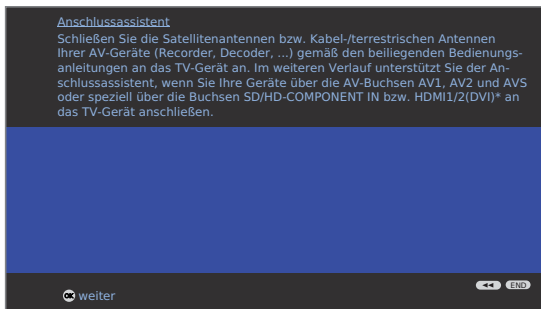 Anschlussassistent
Schließen Sie die Satellitenantennen bzw. Kabel-/terrestrischen Antennen
Ihrer AV-Geräte (Recorder, Decoder, ...) gemäß den beiliegenden Bedienungs-
anleitungen an das TV-Gerät an. Im weiteren Verlauf unterstützt Sie der An-
schlussassistent, wenn Sie Ihre Geräte über die AV-Buchsen AV1, AV2 und AVS
oder speziell über die Buchsen SD/HD-COMPONENT IN bzw. HDMI1/2(DVI)* an
das TV-Gerät anschließen.
END
OK weiter